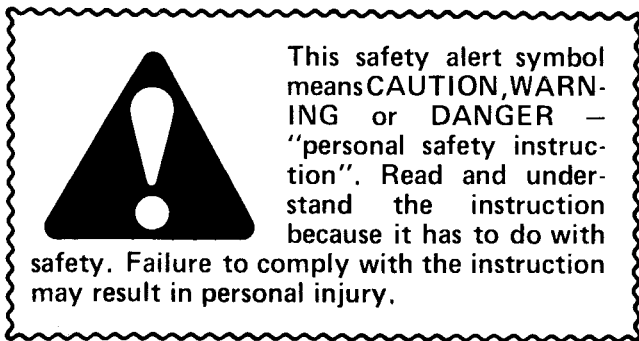 This safety alert symbol
means CAUTION, WARN-
ING or DANGER —
"personal safety instruc-
tion". Read and under-
stand the instruction
because it has to do with
safety. Failure to comply with the instruction
may result in personal injury.